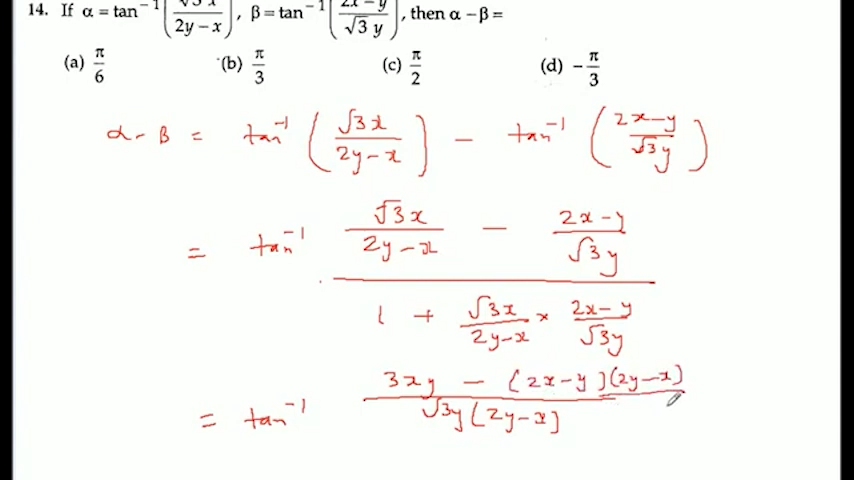 14. If α = tan⁻¹ (√3 x / 2y − x), β = tan⁻¹ (2x − y / √3 y), then α − β =
(a) π/6 (b) π/3 (c) π/2 (d) − π/3
α − β = tan⁻¹ (√3x / 2y − x) − tan⁻¹ (2x − y / √3y)
= tan⁻¹ √3x / 2y − x − 2x − y / √3y
1 + √3x / 2y − x × 2x − y / √3y
= tan⁻¹ 3xy − (2x − y)(2y − x) / √3y(2y − x)